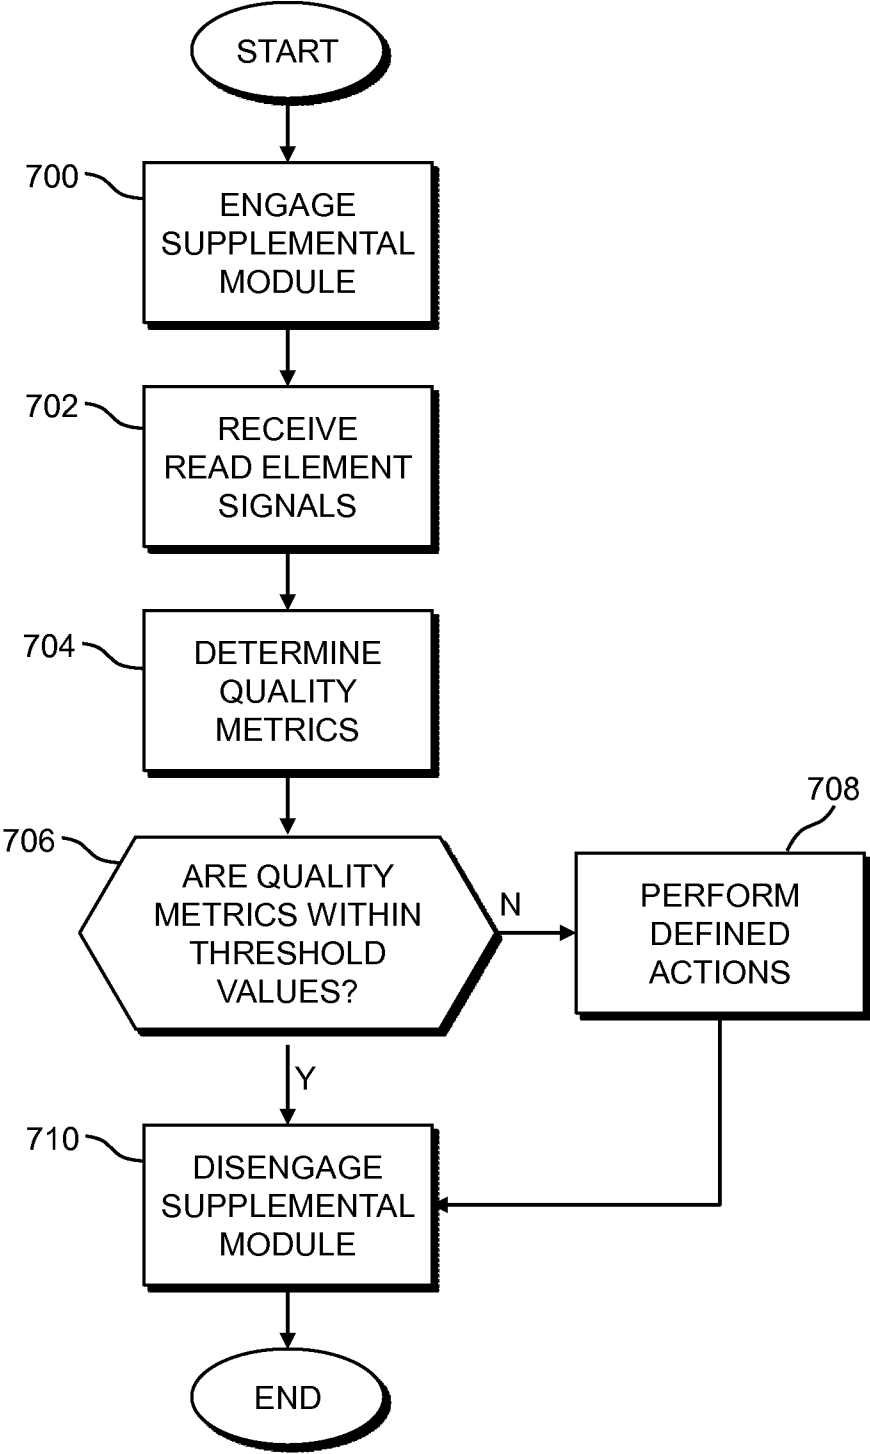 START
700
ENGAGE
SUPPLEMENTAL
MODULE
702
RECEIVE
READ ELEMENT
SIGNALS
704
DETERMINE
QUALITY
METRICS
706
ARE QUALITY
METRICS WITHIN
THRESHOLD
VALUES?
N
708
PERFORM
DEFINED
ACTIONS
Y
710
DISENGAGE
SUPPLEMENTAL
MODULE
END